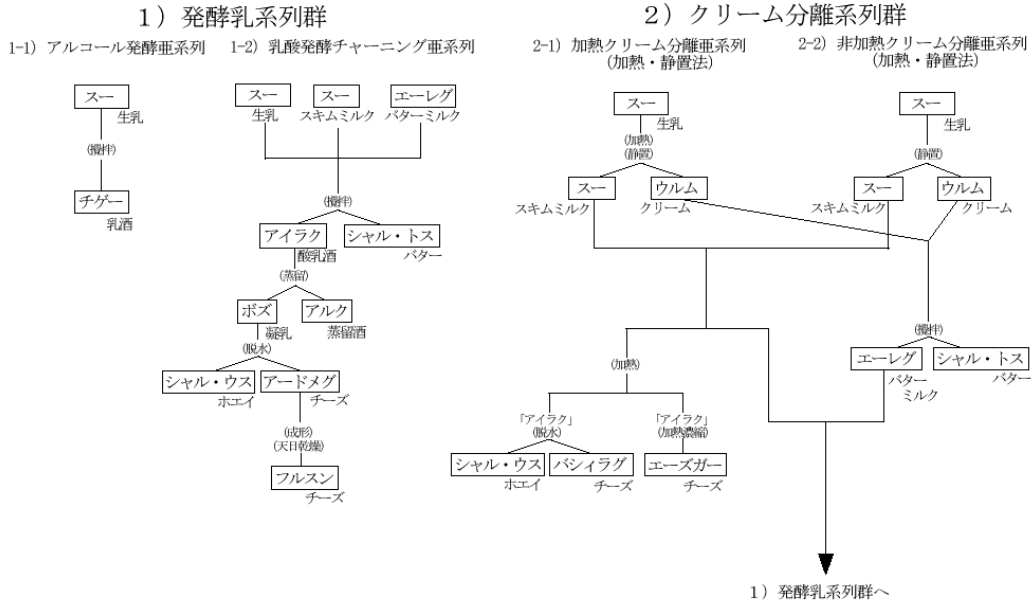 1）発酵乳系列群
1-1）アルコール発酵亜系列
1-2）乳酸発酵チャーニング亜系列
スー
生乳
(攪拌)
チゲー
乳酒
スー
生乳
スー
スキムミルク
エーレグ
バターミルク
(攪拌)
アイラク
酸乳酒
シャル・トス
バター
(蒸留)
ボズ
凝乳
アルク
蒸留酒
(脱水)
シャル・ウス
ホエイ
アードメグ
チーズ
(成形)
(天日乾燥)
フルスン
チーズ
2）クリーム分離系列群
2-1）加熱クリーム分離亜系列
(加熱・静置法)
2-2）非加熱クリーム分離亜系列
(加熱・静置法)
スー
生乳
(加熱)
(静置)
スー
スキムミルク
ウルム
クリーム
スー
生乳
(静置)
スー
スキムミルク
ウルム
クリーム
(加熱)
「アイラク」
(脱水)
シャル・ウス
ホエイ
バシィラグ
チーズ
「アイラク」
(加熱濃縮)
エーズガー
チーズ
(攪拌)
エーレグ
バター
ミルク
シャル・トス
バター
1）発酵乳系列群へ